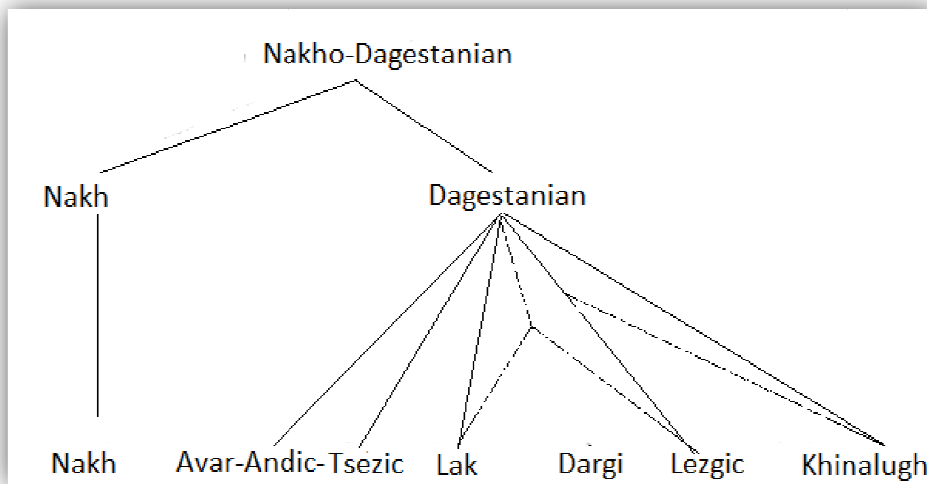 Nakho-Dagestanian
Nakh Dagestanian
Nakh Avar-Andic-Tsezic Lak Dargi Lezgic Khinalugh